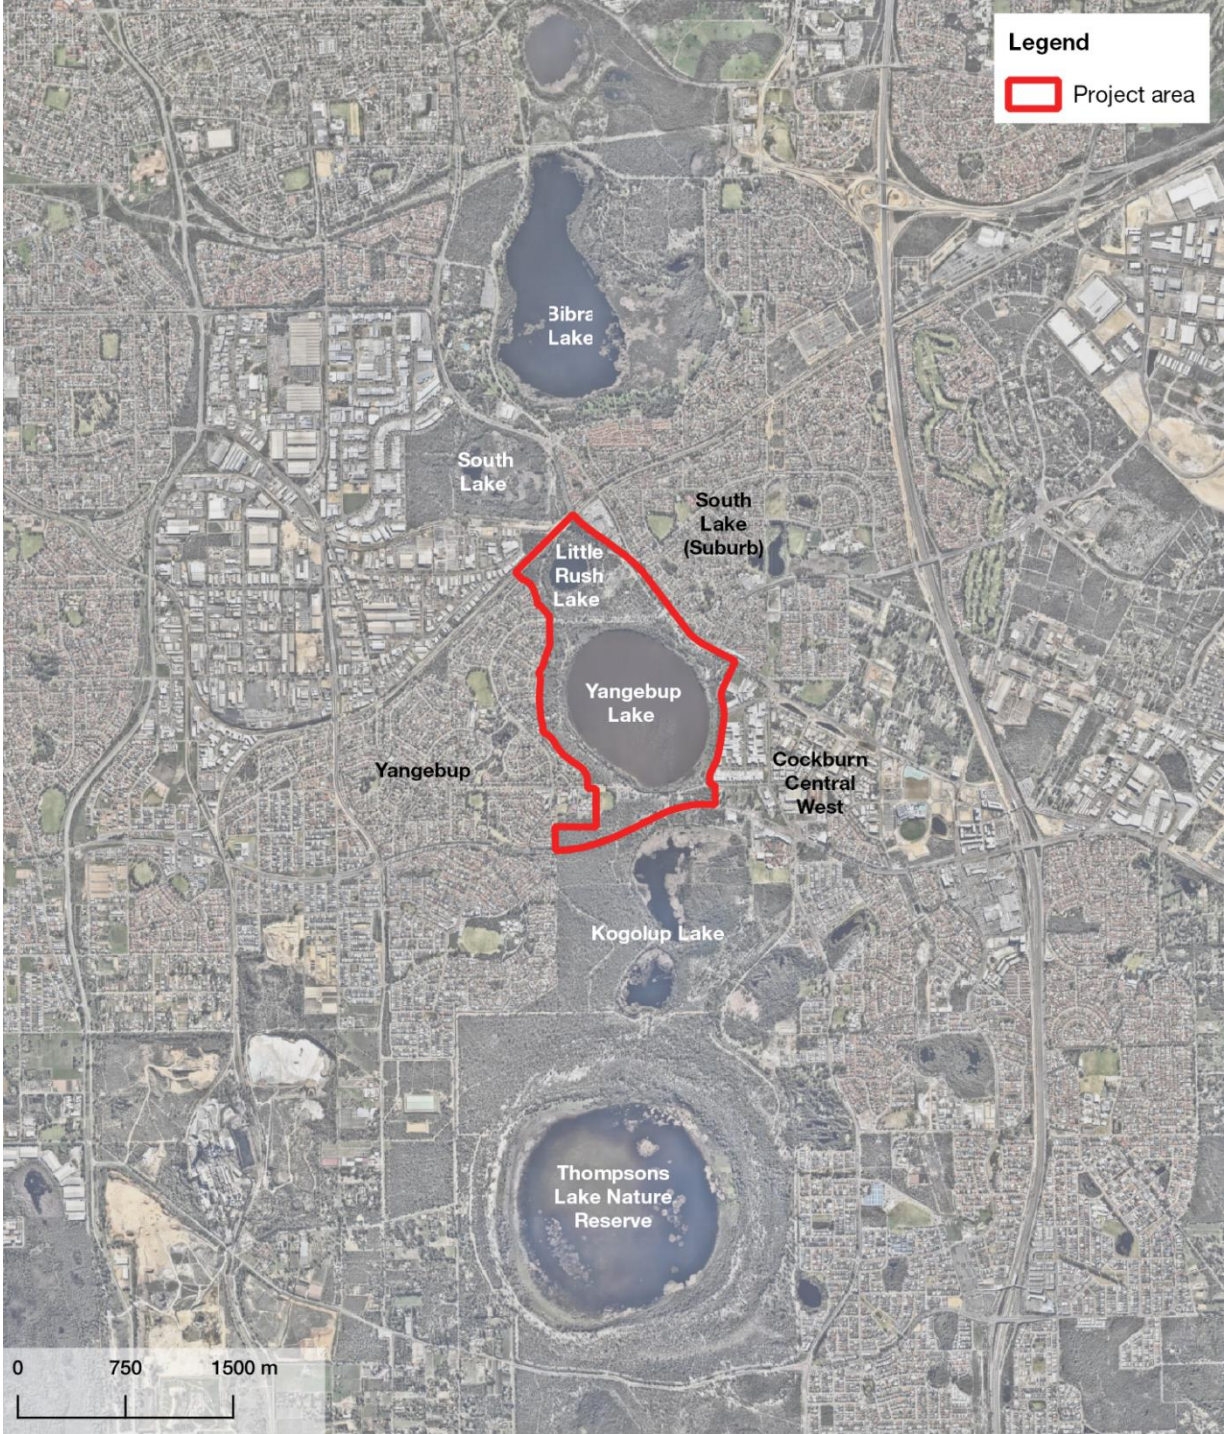 Legend
Project area
Bibra
Lake
South
Lake
South
Lake
(Suburb)
Little
Rush
Lake
Yangebup
Lake
Yangebup
Cockburn
Central
West
Kogolup Lake
Thompsons
Lake Nature
Reserve
0 750 1500 m